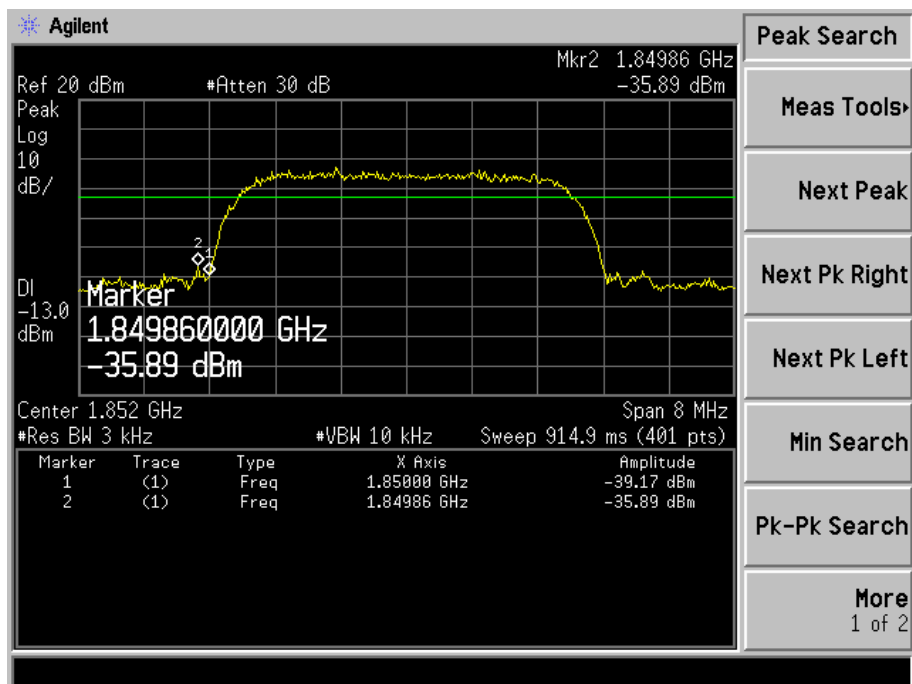 Agilent
Peak Search
Mkr2 1.84986 GHz
Ref 20 dBm #Atten 30 dB -35.89 dBm
Peak
Log
10
dB/
2
1
DI
-13.0
dBm
Marker
1.849860000 GHz
-35.89 dBm
Center 1.852 GHz Span 8 MHz
#Res BW 3 kHz #VBW 10 kHz Sweep 914.9 ms (401 pts)
Marker Trace Type X Axis Amplitude
1 (1) Freq 1.85000 GHz -39.17 dBm
2 (1) Freq 1.84986 GHz -35.89 dBm
Meas Tools
Next Peak
Next Pk Right
Next Pk Left
Min Search
Pk-Pk Search
More
1 of 2